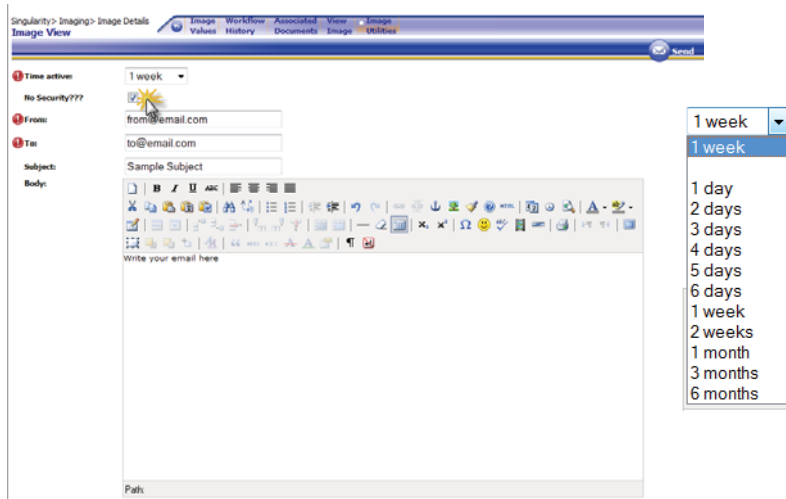 Singularity> Imaging> Image Details
Image View
Image Values
Workflow History
Associated Documents
View Image
Image Utilities
Send
Time active: 1 week
No Security???
From: from@email.com
To: to@email.com
Subject: Sample Subject
Body:
B I U ABC
HTML
Write your email here
Path:
1 week
1 week
1 day
2 days
3 days
4 days
5 days
6 days
1 week
2 weeks
1 month
3 months
6 months